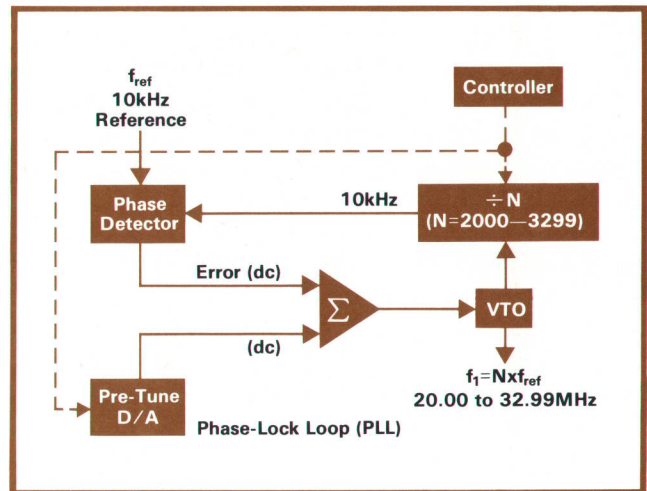 f_ref
10kHz
Reference
Controller
Phase
Detector
10kHz
÷N
(N=2000—3299)
Error (dc)
Σ
VTO
(dc)
f₁=Nxf_ref
20.00 to 32.99MHz
Pre-Tune
D/A
Phase-Lock Loop (PLL)